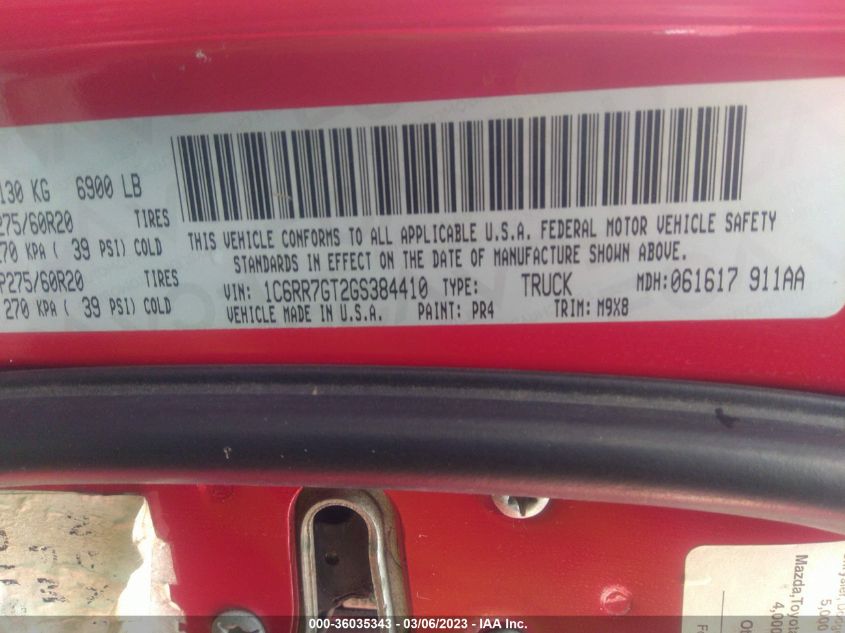 130 KG 6900 LB
275/60R20 TIRES
270 KPA ( 39 PSI) COLD
P275/60R20 TIRES
270 KPA ( 39 PSI) COLD
THIS VEHICLE CONFORMS TO ALL APPLICABLE U.S.A. FEDERAL MOTOR VEHICLE SAFETY
STANDARDS IN EFFECT ON THE DATE OF MANUFACTURE SHOWN ABOVE.
VIN: 1C6RR7GT2GS384410 TYPE: TRUCK MDH:061617 911AA
VEHICLE MADE IN U.S.A. PAINT: PR4 TRIM: M9X8
5,000
Mazda,Toyota
4,000
000-36035343 - 03/06/2023 - IAA Inc.